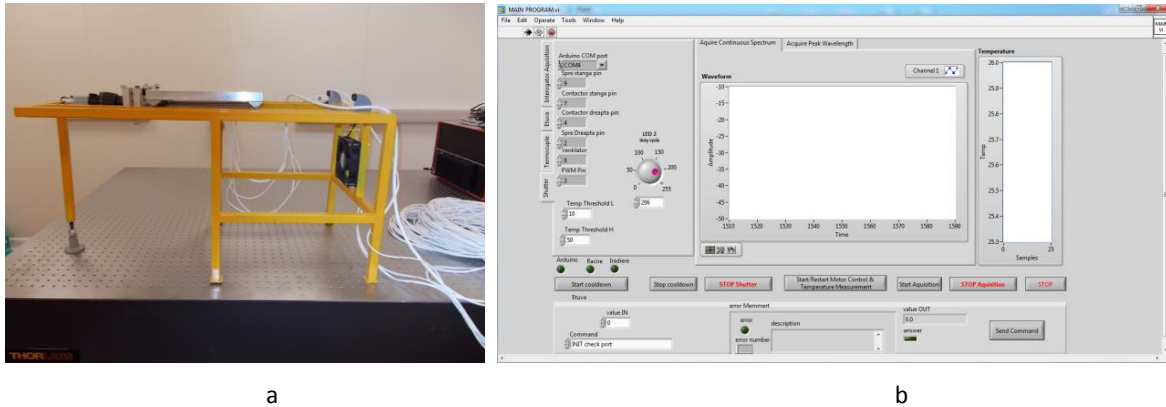 THORLABS
a
MAIN PROGRAM.vi
File Edit Operate Tools Window Help
MAIN
VI
Interrogator Aquisition
Etuva
Termocuple
Shutter
Arduino COM port
COM4
Spre stanga pin
9
Contactor stanga pin
7
Contactor dreapta pin
4
Spre Dreapta pin
2
Ventilator
8
PWM Pin
3
Temp Threshold L
10
Temp Threshold H
50
LED 2
duty cycle
0 50 100 150 200 255
206
Aquire Continuous Spectrum Acquire Peak Wavelength
Channel 1
Waveform
Amplitude
-10
-15
-20
-25
-30
-35
-40
-45
-50
1510 1520 1530 1540 1550 1560 1570 1580 1590
Time
Temperature
Temp
26.0
25.8
25.7
25.6
25.5
25.4
25.3
0 25
Samples
Arduino Racire Iradiere
Start cooldown Stop cooldown STOP Shutter Start/Restart Motor Control &
Temperature Measurement
Start Aquisition STOP Aquisition STOP
Etuva
value IN
0
Command
INIT check port
error Memmert
error
description
error number
value OUT
0.0
answer
Send Command
b